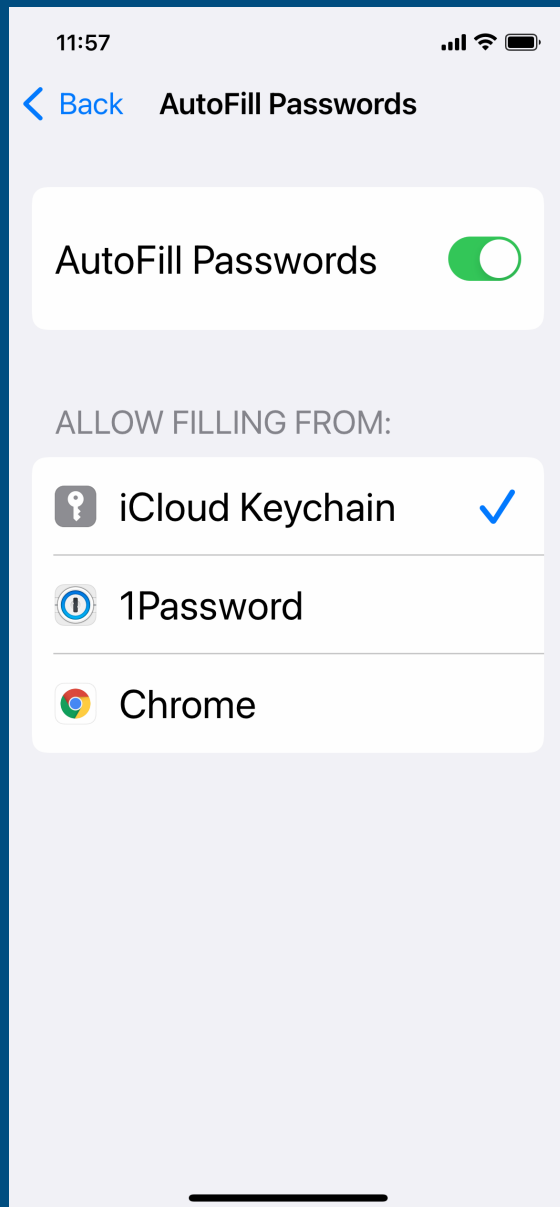 11:57
Back AutoFill Passwords
AutoFill Passwords
ALLOW FILLING FROM:
iCloud Keychain
1Password
Chrome